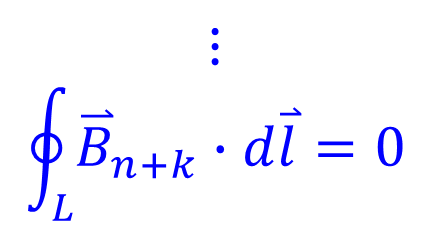 ⋮
∮_L B⃗_{n+k} · dl⃗ = 0